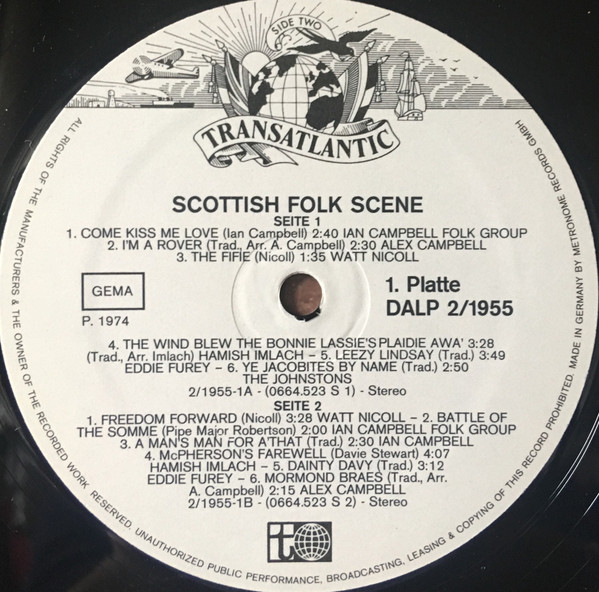 SIDE TWO
TRANSATLANTIC
SCOTTISH FOLK SCENE
SEITE 1
1. COME KISS ME LOVE (Ian Campbell) 2:40 IAN CAMPBELL FOLK GROUP
2. I'M A ROVER (Trad., Arr. A. Campbell) 2:30 ALEX CAMPBELL
3. THE FIFIE (Nicoll) 1:35 WATT NICOLL
GEMA
P. 1974
1. Platte
DALP 2/1955
4. THE WIND BLEW THE BONNIE LASSIE'S PLAIDIE AWA' 3:28
(Trad., Arr. Imlach) HAMISH IMLACH – 5. LEEZY LINDSAY (Trad.) 3:49
EDDIE FUREY – 6. YE JACOBITES BY NAME (Trad.) 2:50
THE JOHNSTONS
2/1955-1A - (0664.523 S 1) - Stereo
SEITE 2
1. FREEDOM FORWARD (Nicoll) 3:28 WATT NICOLL – 2. BATTLE OF
THE SOMME (Pipe Major Robertson) 2:00 IAN CAMPBELL FOLK GROUP
3. A MAN'S MAN FOR A'THAT (Trad.) 2:30 IAN CAMPBELL
4. McPHERSON'S FAREWELL (Davie Stewart) 4:07
HAMISH IMLACH – 5. DAINTY DAVY (Trad.) 3:12
EDDIE FUREY – 6. MORMOND BRAES (Trad., Arr.
A. Campbell) 2:15 ALEX CAMPBELL
2/1955-1B - (0664.523 S 2) - Stereo
t
ALL RIGHTS OF THE MANUFACTURERS & THE OWNER OF THE RECORDED WORK RESERVED. UNAUTHORIZED PUBLIC PERFORMANCE, BROADCASTING, LEASING & COPYING OF THIS RECORD PROHIBITED. MADE IN GERMANY BY METRONOME RECORDS GMBH